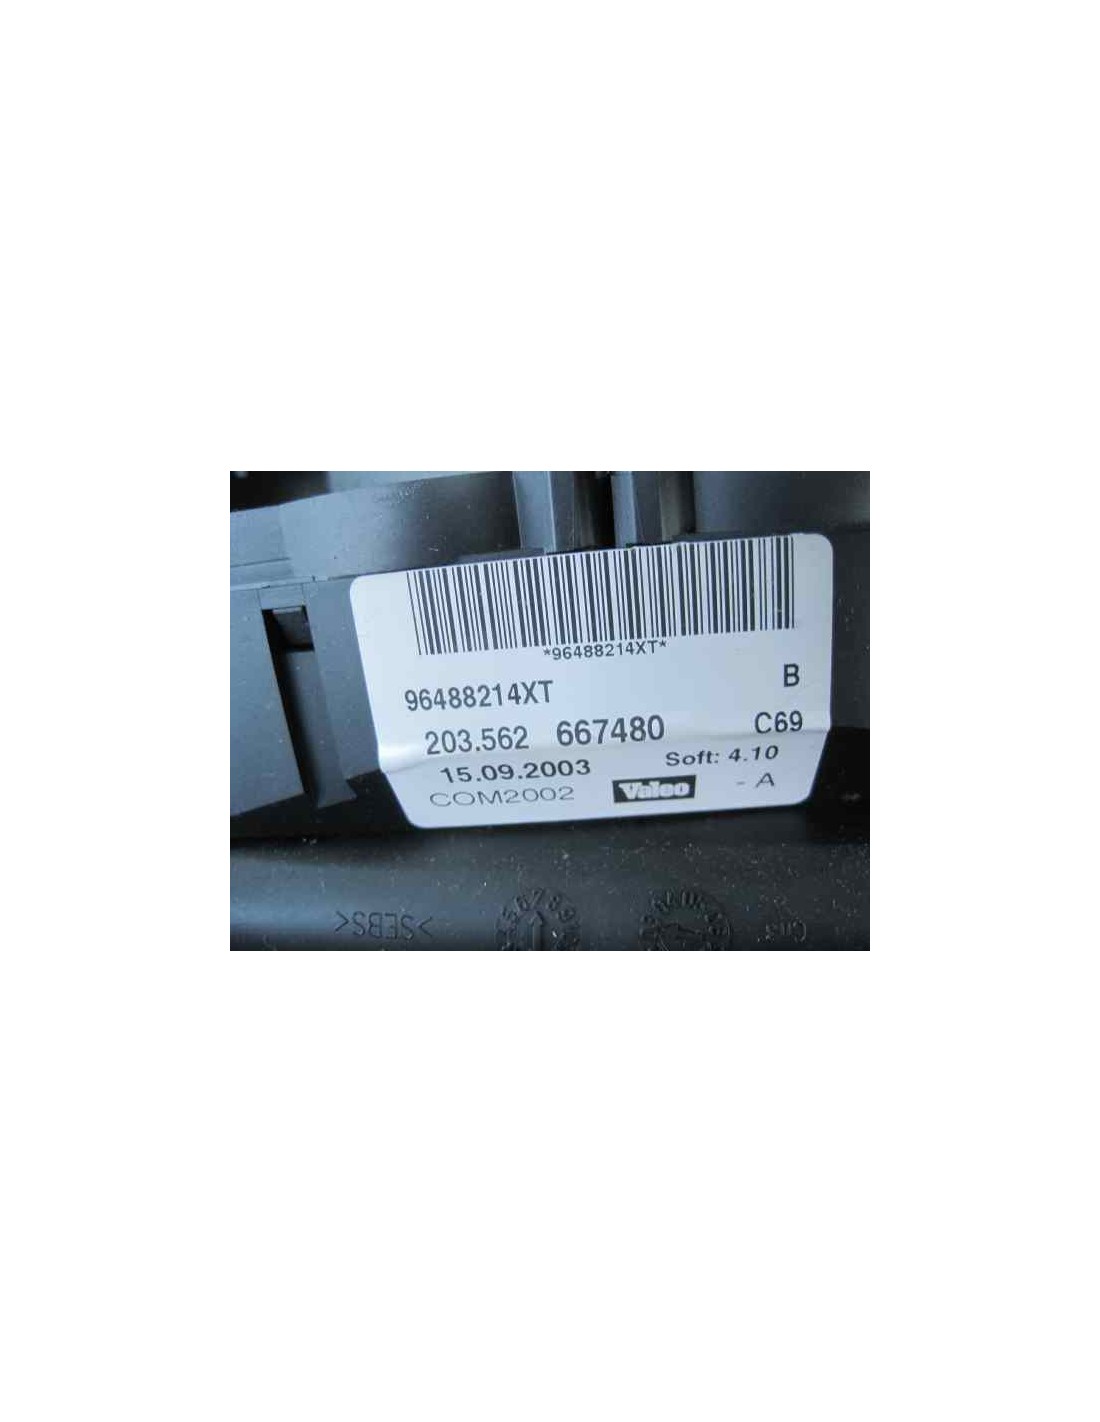 *96488214XT*
96488214XT B
203.562 667480 C69
15.09.2003 Soft: 4.10
COM2002 Valeo - A
>SEBS<